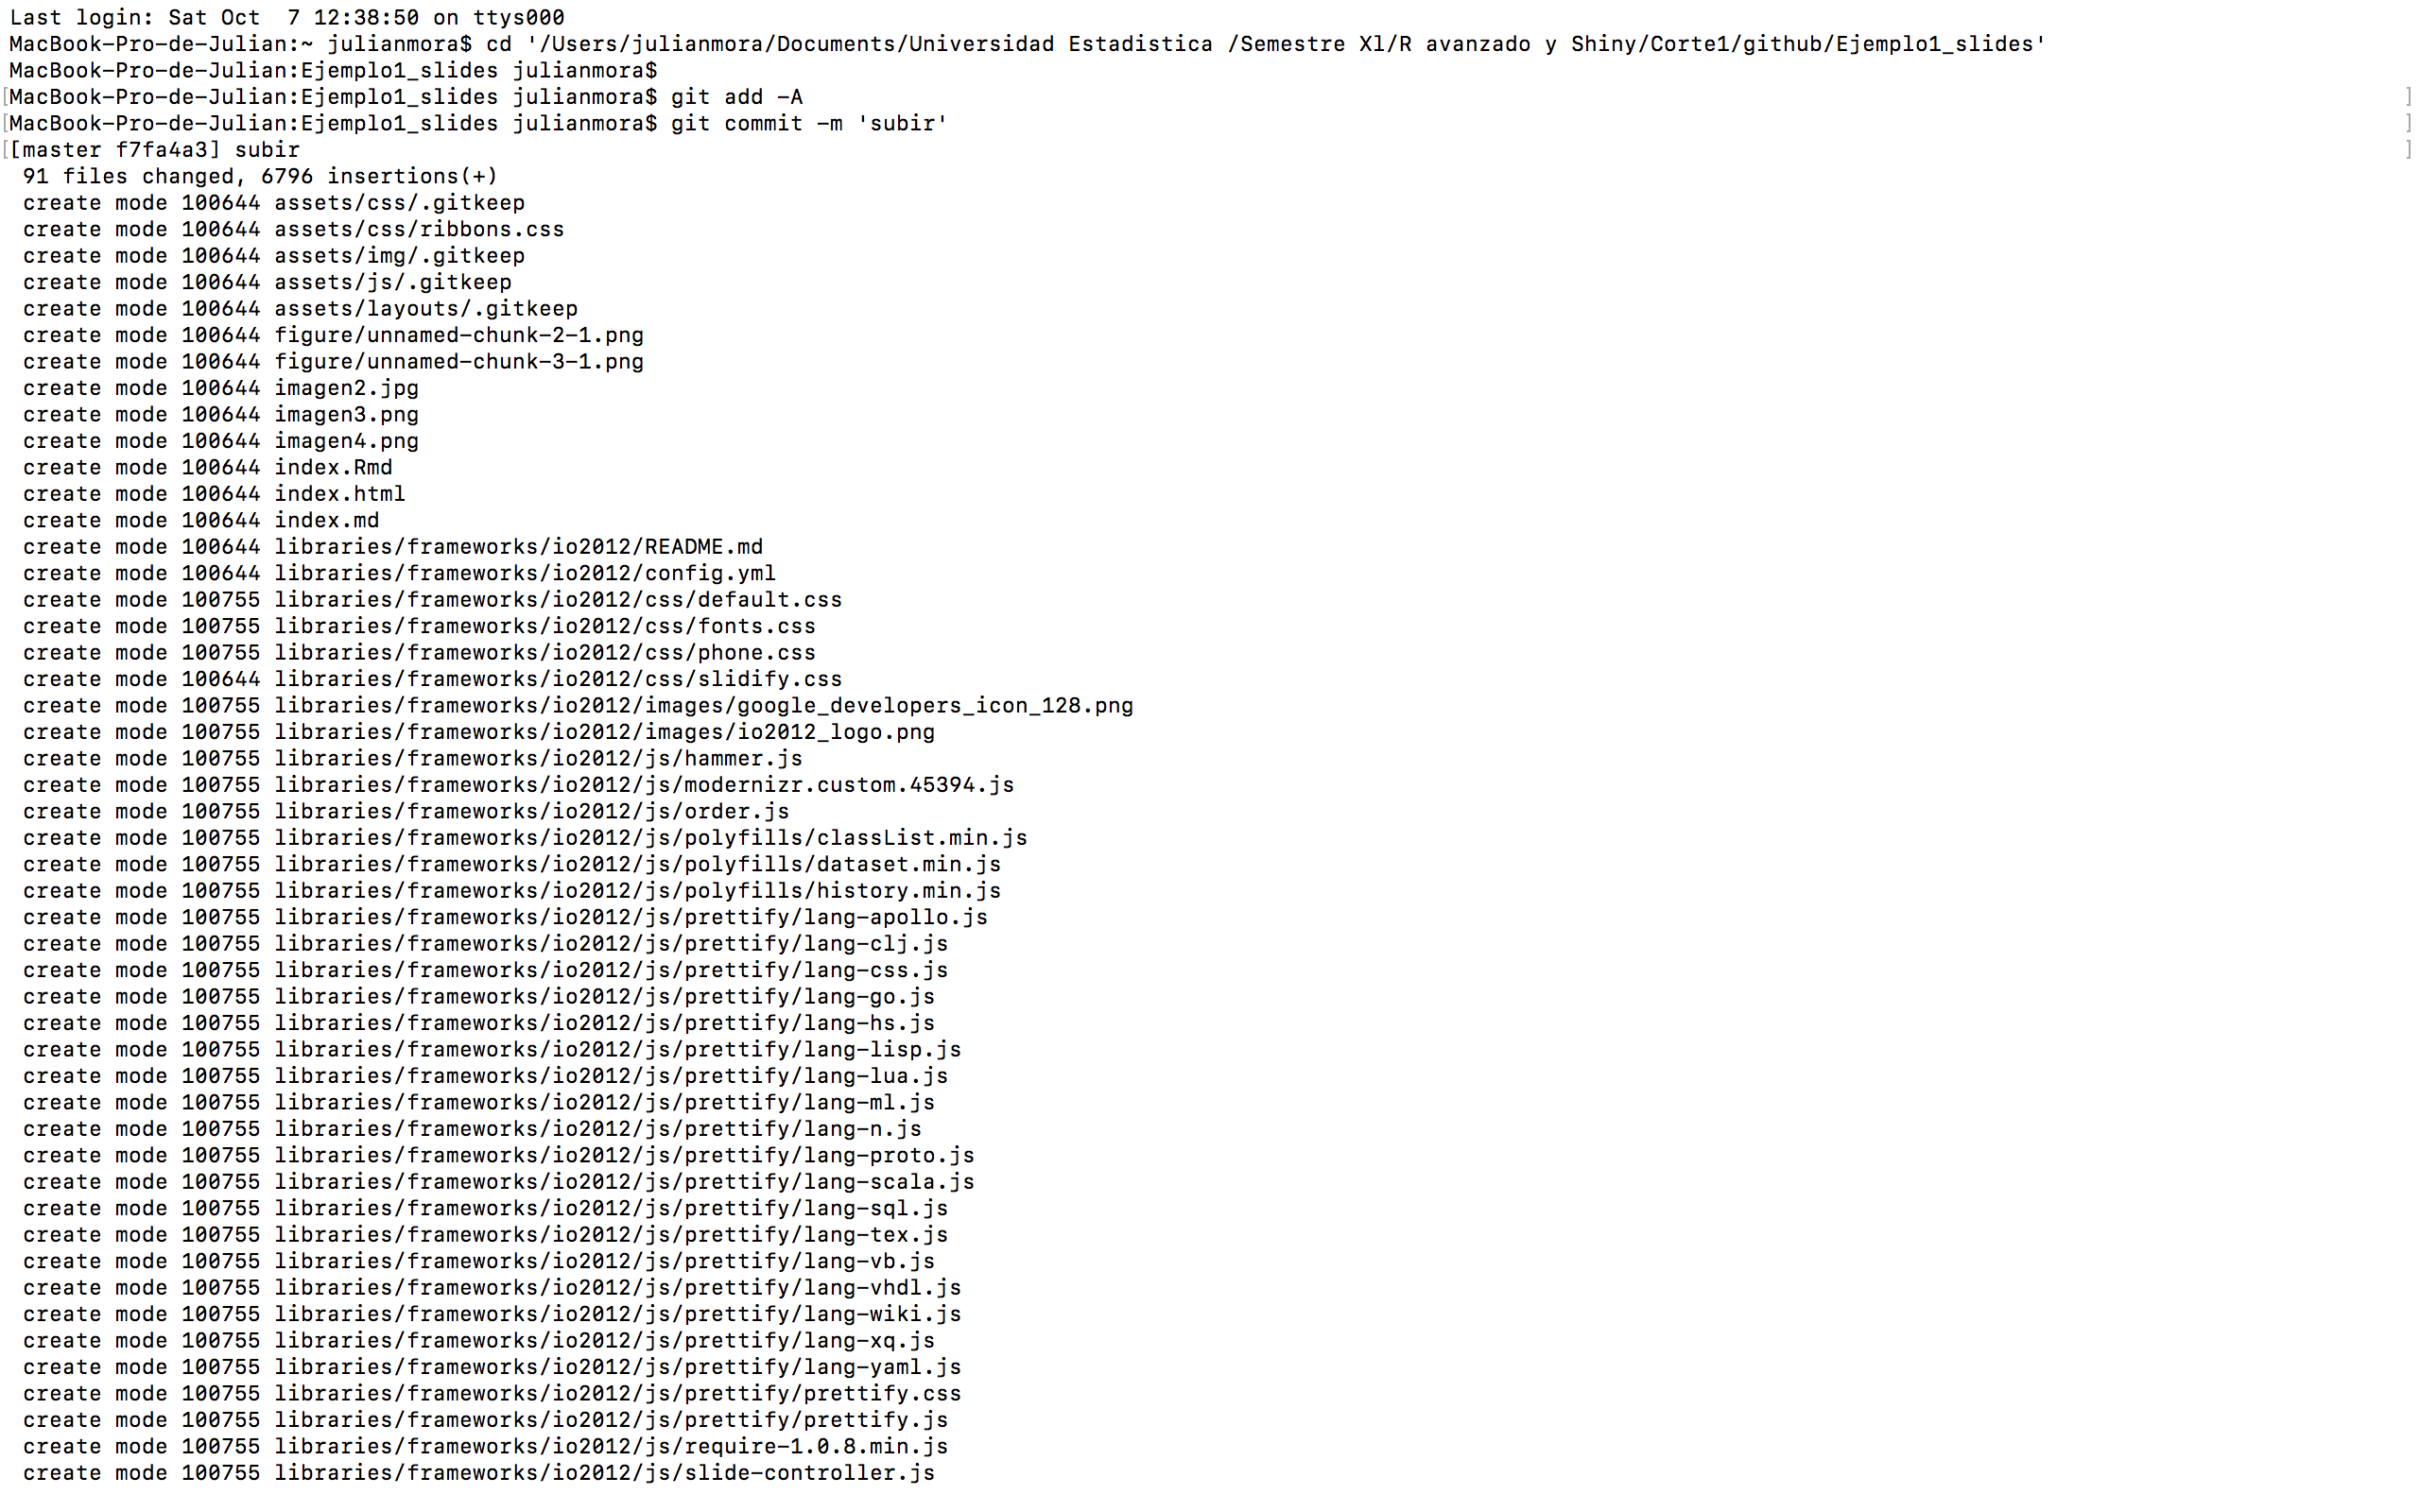 Last login: Sat Oct  7 12:38:50 on ttys000
MacBook-Pro-de-Julian:~ julianmora$ cd '/Users/julianmora/Documents/Universidad Estadistica /Semestre Xl/R avanzado y Shiny/Corte1/github/Ejemplo1_slides'
MacBook-Pro-de-Julian:Ejemplo1_slides julianmora$
[MacBook-Pro-de-Julian:Ejemplo1_slides julianmora$ git add -A ]
[MacBook-Pro-de-Julian:Ejemplo1_slides julianmora$ git commit -m 'subir' ]
[[master f7fa4a3] subir ]
 91 files changed, 6796 insertions(+)
 create mode 100644 assets/css/.gitkeep
 create mode 100644 assets/css/ribbons.css
 create mode 100644 assets/img/.gitkeep
 create mode 100644 assets/js/.gitkeep
 create mode 100644 assets/layouts/.gitkeep
 create mode 100644 figure/unnamed-chunk-2-1.png
 create mode 100644 figure/unnamed-chunk-3-1.png
 create mode 100644 imagen2.jpg
 create mode 100644 imagen3.png
 create mode 100644 imagen4.png
 create mode 100644 index.Rmd
 create mode 100644 index.html
 create mode 100644 index.md
 create mode 100644 libraries/frameworks/io2012/README.md
 create mode 100644 libraries/frameworks/io2012/config.yml
 create mode 100755 libraries/frameworks/io2012/css/default.css
 create mode 100755 libraries/frameworks/io2012/css/fonts.css
 create mode 100755 libraries/frameworks/io2012/css/phone.css
 create mode 100644 libraries/frameworks/io2012/css/slidify.css
 create mode 100755 libraries/frameworks/io2012/images/google_developers_icon_128.png
 create mode 100755 libraries/frameworks/io2012/images/io2012_logo.png
 create mode 100755 libraries/frameworks/io2012/js/hammer.js
 create mode 100755 libraries/frameworks/io2012/js/modernizr.custom.45394.js
 create mode 100755 libraries/frameworks/io2012/js/order.js
 create mode 100755 libraries/frameworks/io2012/js/polyfills/classList.min.js
 create mode 100755 libraries/frameworks/io2012/js/polyfills/dataset.min.js
 create mode 100755 libraries/frameworks/io2012/js/polyfills/history.min.js
 create mode 100755 libraries/frameworks/io2012/js/prettify/lang-apollo.js
 create mode 100755 libraries/frameworks/io2012/js/prettify/lang-clj.js
 create mode 100755 libraries/frameworks/io2012/js/prettify/lang-css.js
 create mode 100755 libraries/frameworks/io2012/js/prettify/lang-go.js
 create mode 100755 libraries/frameworks/io2012/js/prettify/lang-hs.js
 create mode 100755 libraries/frameworks/io2012/js/prettify/lang-lisp.js
 create mode 100755 libraries/frameworks/io2012/js/prettify/lang-lua.js
 create mode 100755 libraries/frameworks/io2012/js/prettify/lang-ml.js
 create mode 100755 libraries/frameworks/io2012/js/prettify/lang-n.js
 create mode 100755 libraries/frameworks/io2012/js/prettify/lang-proto.js
 create mode 100755 libraries/frameworks/io2012/js/prettify/lang-scala.js
 create mode 100755 libraries/frameworks/io2012/js/prettify/lang-sql.js
 create mode 100755 libraries/frameworks/io2012/js/prettify/lang-tex.js
 create mode 100755 libraries/frameworks/io2012/js/prettify/lang-vb.js
 create mode 100755 libraries/frameworks/io2012/js/prettify/lang-vhdl.js
 create mode 100755 libraries/frameworks/io2012/js/prettify/lang-wiki.js
 create mode 100755 libraries/frameworks/io2012/js/prettify/lang-xq.js
 create mode 100755 libraries/frameworks/io2012/js/prettify/lang-yaml.js
 create mode 100755 libraries/frameworks/io2012/js/prettify/prettify.css
 create mode 100755 libraries/frameworks/io2012/js/prettify/prettify.js
 create mode 100755 libraries/frameworks/io2012/js/require-1.0.8.min.js
 create mode 100755 libraries/frameworks/io2012/js/slide-controller.js